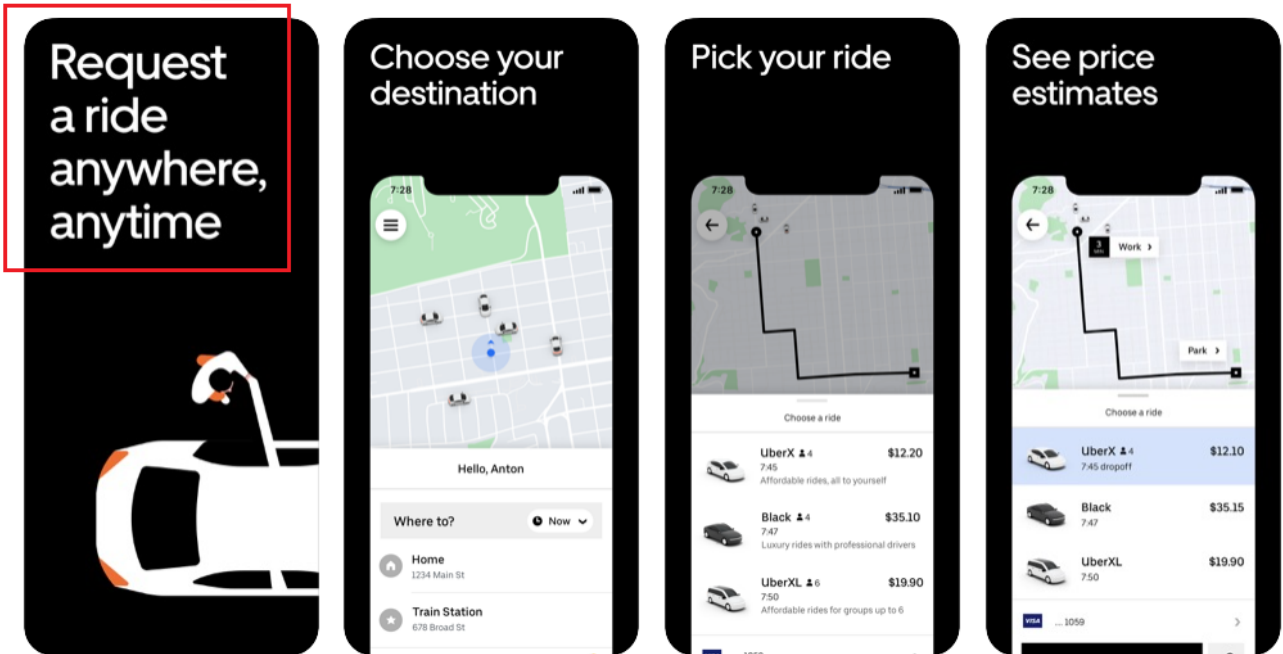 Request
a ride
anywhere,
anytime
Choose your
destination
7:28
Hello, Anton
Where to?
Now
Home
1234 Main St
Train Station
678 Broad St
Pick your ride
7:28
Choose a ride
UberX 4
$12.20
7:45
Affordable rides, all to yourself
Black 4
$35.10
7:47
Luxury rides with professional drivers
UberXL 6
$19.90
7:50
Affordable rides for groups up to 6
See price
estimates
7:28
3
Work
Park
Choose a ride
UberX 4
$12.10
7:45 dropoff
Black
$35.15
7:47
UberXL
$19.90
7:50
VISA ... 1059